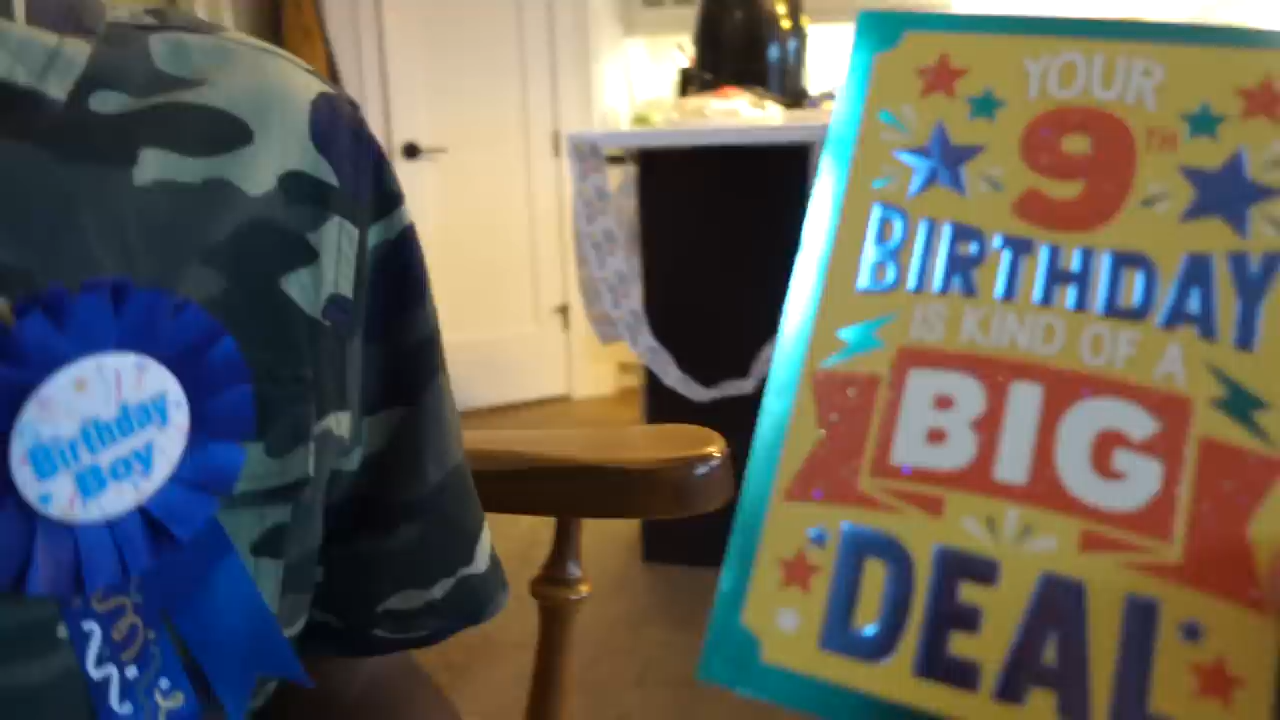 Birthday
Boy
YOUR
9TH
BIRTHDAY
IS KIND OF A
BIG
DEAL